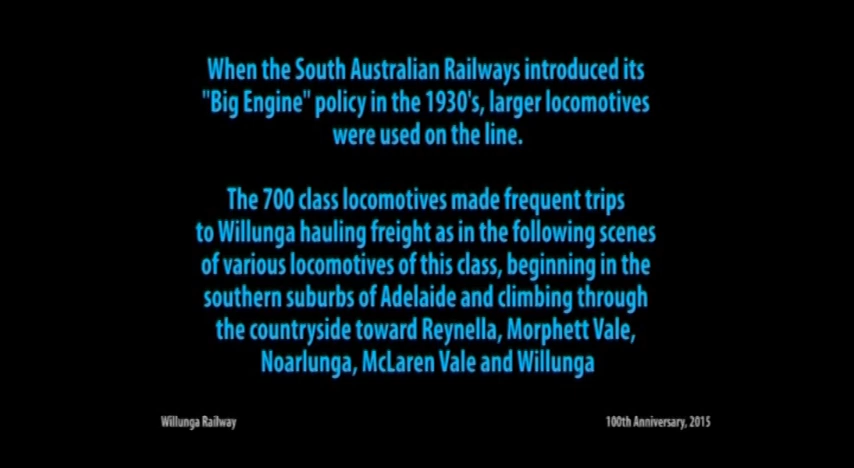 When the South Australian Railways introduced its
"Big Engine" policy in the 1930's, larger locomotives
were used on the line.
The 700 class locomotives made frequent trips
to Willunga hauling freight as in the following scenes
of various locomotives of this class, beginning in the
southern suburbs of Adelaide and climbing through
the countryside toward Reynella, Morphett Vale,
Noarlunga, McLaren Vale and Willunga
Willunga Railway
100th Anniversary, 2015